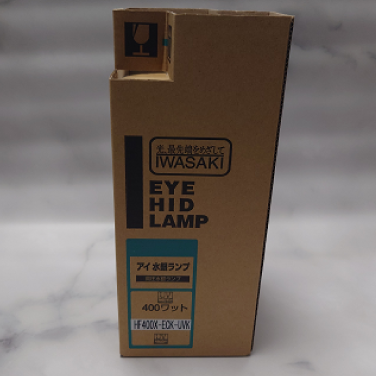 光、最先端をめざして
IWASAKI
EYE
HID
LAMP
アイ 水銀ランプ
400ワット
HF400X-EOK-UVK